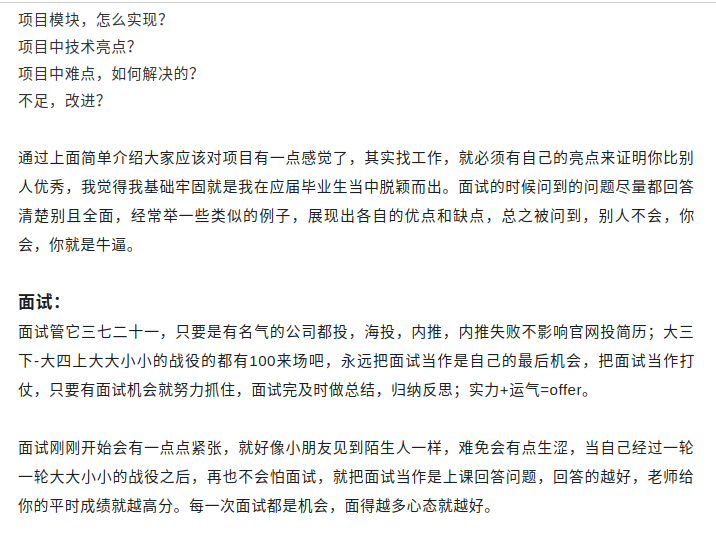 项目模块，怎么实现？
项目中技术亮点？
项目中难点，如何解决的？
不足，改进？
通过上面简单介绍大家应该对项目有一点感觉了，其实找工作，就必须有自己的亮点来证明你比别
人优秀，我觉得我基础牢固就是我在应届毕业生当中脱颖而出。面试的时候问到的问题尽量都回答
清楚别且全面，经常举一些类似的例子，展现出各自的优点和缺点，总之被问到，别人不会，你
会，你就是牛逼。
面试：
面试管它三七二十一，只要是有名气的公司都投，海投，内推，内推失败不影响官网投简历；大三
下-大四上大大小小的战役的都有100来场吧，永远把面试当作是自己的最后机会，把面试当作打
仗，只要有面试机会就努力抓住，面试完及时做总结，归纳反思；实力+运气=offer。
面试刚刚开始会有一点点紧张，就好像小朋友见到陌生人一样，难免会有点生涩，当自己经过一轮
一轮大大小小的战役之后，再也不会怕面试，就把面试当作是上课回答问题，回答的越好，老师给
你的平时成绩就越高分。每一次面试都是机会，面得越多心态就越好。